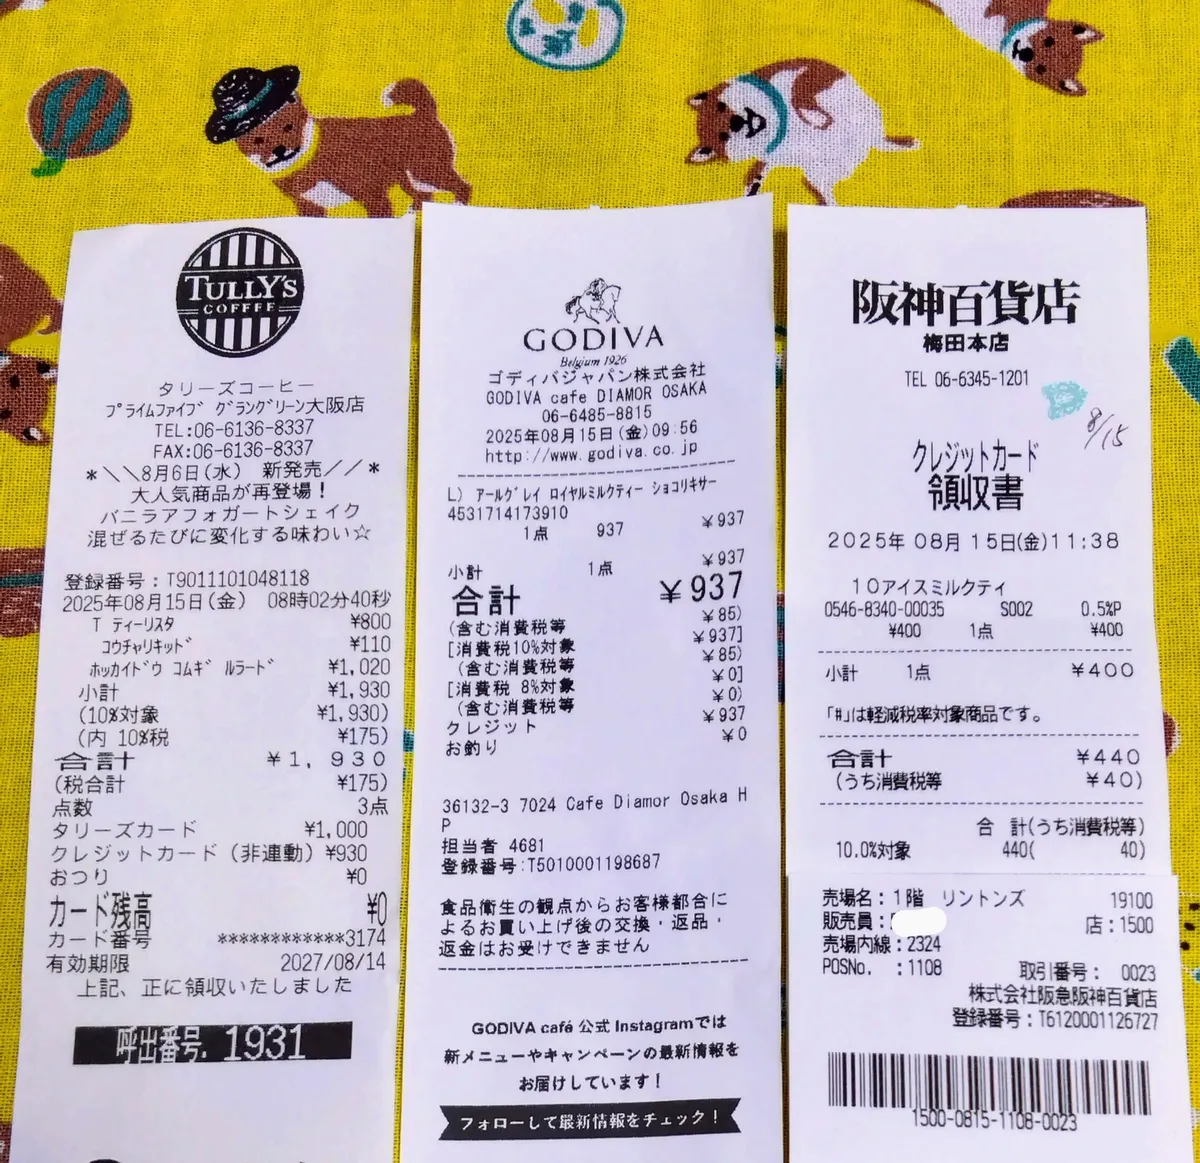 TULLY'S
COFFEE
タリーズコーヒー
プライムファイブ グラングリーン大阪店
TEL:06-6136-8337
FAX:06-6136-8337
*＼＼8月6日(水) 新発売／／*
大人気商品が再登場！
バニラアフォガートシェイク
混ぜるたびに変化する味わい☆
登録番号：T9011101048118
2025年08月15日(金) 08時02分40秒
T ティーリスタ ¥800
コウチャリキッド ¥110
ホッカイドウ コムギ ルラード ¥1,020
小計 ¥1,930
(10%対象 ¥1,930)
(内 10%税 ¥175)
合計 ¥1,930
(税合計 ¥175)
点数 3点
タリーズカード ¥1,000
クレジットカード（非連動）¥930
おつり ¥0
カード残高 ¥0
カード番号 ************3174
有効期限 2027/08/14
上記、正に領収いたしました
呼出番号. 1931
GODIVA
Belgium 1926
ゴディバジャパン株式会社
GODIVA cafe DIAMOR OSAKA
06-6485-8815
2025年08月15日(金)09:56
http://www.godiva.co.jp
L) アールグレイ ロイヤルミルクティー ショコリキサー
4531714173910
1点 937 ¥937
小計 1点 ¥937
合計 ¥937
(含む消費税等 ¥85)
[消費税10%対象 ¥937]
(含む消費税等 ¥85)
[消費税 8%対象 ¥0]
(含む消費税等 ¥0)
クレジット ¥937
お釣り ¥0
36132-3 7024 Cafe Diamor Osaka H
P
担当者 4681
登録番号:T5010001198687
食品衛生の観点からお客様都合に
よるお買い上げ後の交換・返品・
返金はお受けできません
GODIVA café 公式 Instagramでは
新メニューやキャンペーンの最新情報を
お届けしています！
フォローして最新情報をチェック！
阪神百貨店
梅田本店
TEL 06-6345-1201
8/15
クレジットカード
領収書
2025年 08月 15日(金)11:38
10アイスミルクティ
0546-8340-00035 S002 0.5%P
¥400 1点 ¥400
小計 1点 ¥400
「#」は軽減税率対象商品です。
合計 ¥440
(うち消費税等 ¥40)
合 計(うち消費税等)
10.0%対象 440( 40)
売場名：1階 リントンズ 19100
販売員： 店：1500
売場内線：2324
POSNo. ：1108 取引番号： 0023
株式会社阪急阪神百貨店
登録番号：T6120001126727
1500-0815-1108-0023